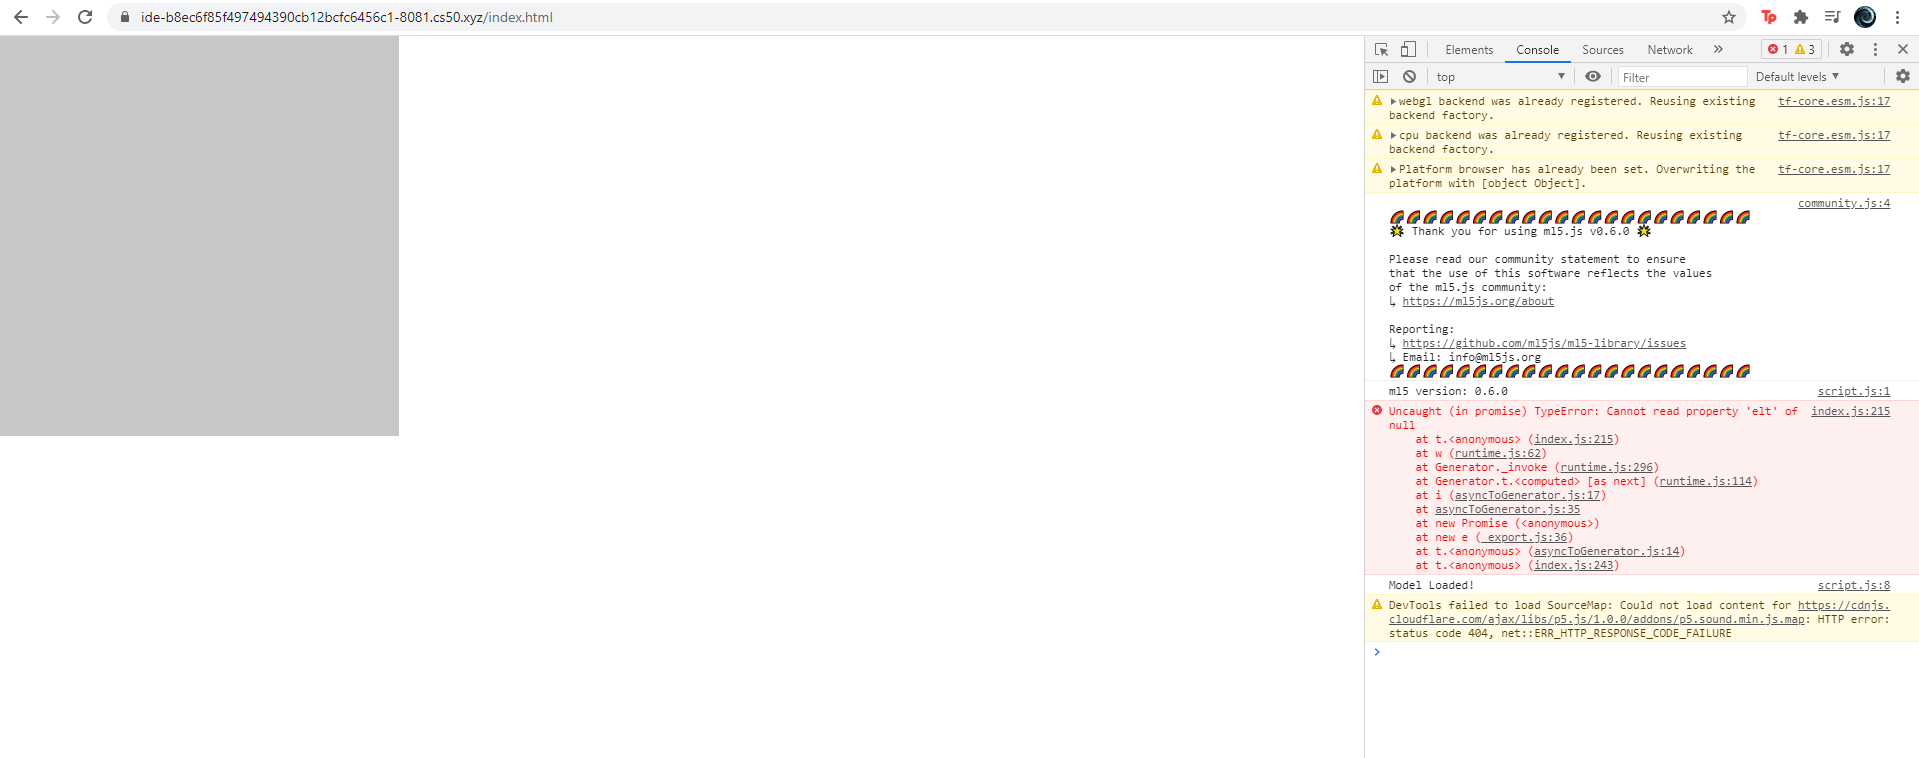 ide-b8ec6f85f497494390cb12bcfc6456c1-8081.cs50.xyz/index.html
Tp
Elements Console Sources Network » 1 3
top Filter Default levels
webgl backend was already registered. Reusing existing tf-core.esm.js:17
backend factory.
cpu backend was already registered. Reusing existing tf-core.esm.js:17
backend factory.
Platform browser has already been set. Overwriting the tf-core.esm.js:17
platform with [object Object].
community.js:4
🌈🌈🌈🌈🌈🌈🌈🌈🌈🌈🌈🌈🌈🌈🌈🌈🌈🌈🌈🌈🌈🌈
Thank you for using ml5.js v0.6.0
Please read our community statement to ensure
that the use of this software reflects the values
of the ml5.js community:
↳ https://ml5js.org/about
Reporting:
↳ https://github.com/ml5js/ml5-library/issues
↳ Email: info@ml5js.org
🌈🌈🌈🌈🌈🌈🌈🌈🌈🌈🌈🌈🌈🌈🌈🌈🌈🌈🌈🌈🌈🌈
ml5 version: 0.6.0 script.js:1
Uncaught (in promise) TypeError: Cannot read property 'elt' of index.js:215
null
at t.<anonymous> (index.js:215)
at w (runtime.js:62)
at Generator._invoke (runtime.js:296)
at Generator.t.<computed> [as next] (runtime.js:114)
at i (asyncToGenerator.js:17)
at asyncToGenerator.js:35
at new Promise (<anonymous>)
at new e (_export.js:36)
at t.<anonymous> (asyncToGenerator.js:14)
at t.<anonymous> (index.js:243)
Model Loaded! script.js:8
DevTools failed to load SourceMap: Could not load content for https://cdnjs.
cloudflare.com/ajax/libs/p5.js/1.0.0/addons/p5.sound.min.js.map: HTTP error:
status code 404, net::ERR_HTTP_RESPONSE_CODE_FAILURE